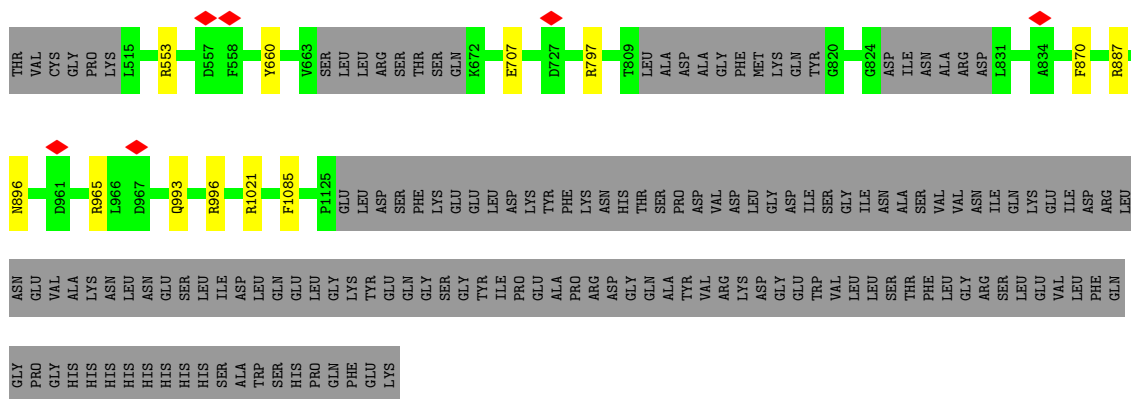 THR VAL CYS GLY PRO LYS L515 R553 D557 F558 Y660 V663 SER LEU LEU ARG SER THR SER GLN K672 E707 D727 R797 T809 LEU ALA ASP ALA GLY PHE MET LYS GLN TYR G820 G824 ASP ILE ASN ALA ARG ASP L831 A834 F870 R887
N896 D961 R965 L966 D967 Q993 R996 R1021 F1085 P1125 GLU LEU ASP SER PHE LYS GLU GLU LEU ASP LYS TYR PHE LYS ASN HIS THR SER PRO ASP VAL ASP LEU GLY ASP ILE SER GLY ILE ASN ALA SER VAL VAL ASN ILE GLN LYS GLU ILE ASP ARG LEU
ASN GLU VAL ALA LYS ASN LEU ASN GLU SER LEU ILE ASP LEU GLN GLU LEU GLY LYS TYR GLU GLN GLY SER GLY TYR ILE PRO GLU ALA PRO ARG ASP GLY GLN ALA TYR VAL ARG LYS ASP GLY GLU TRP VAL LEU LEU SER THR PHE LEU GLY ARG SER LEU GLU VAL LEU PHE GLN
GLY PRO GLY HIS HIS HIS HIS HIS HIS HIS HIS SER ALA TRP SER HIS PRO GLN PHE GLU LYS